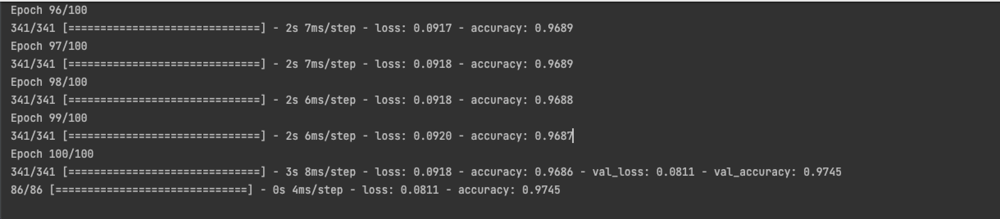 Epoch 96/100
341/341 [==============================] - 2s 7ms/step - loss: 0.0917 - accuracy: 0.9689
Epoch 97/100
341/341 [==============================] - 2s 7ms/step - loss: 0.0918 - accuracy: 0.9689
Epoch 98/100
341/341 [==============================] - 2s 6ms/step - loss: 0.0918 - accuracy: 0.9688
Epoch 99/100
341/341 [==============================] - 2s 6ms/step - loss: 0.0920 - accuracy: 0.9687
Epoch 100/100
341/341 [==============================] - 3s 8ms/step - loss: 0.0918 - accuracy: 0.9686 - val_loss: 0.0811 - val_accuracy: 0.9745
86/86 [==============================] - 0s 4ms/step - loss: 0.0811 - accuracy: 0.9745